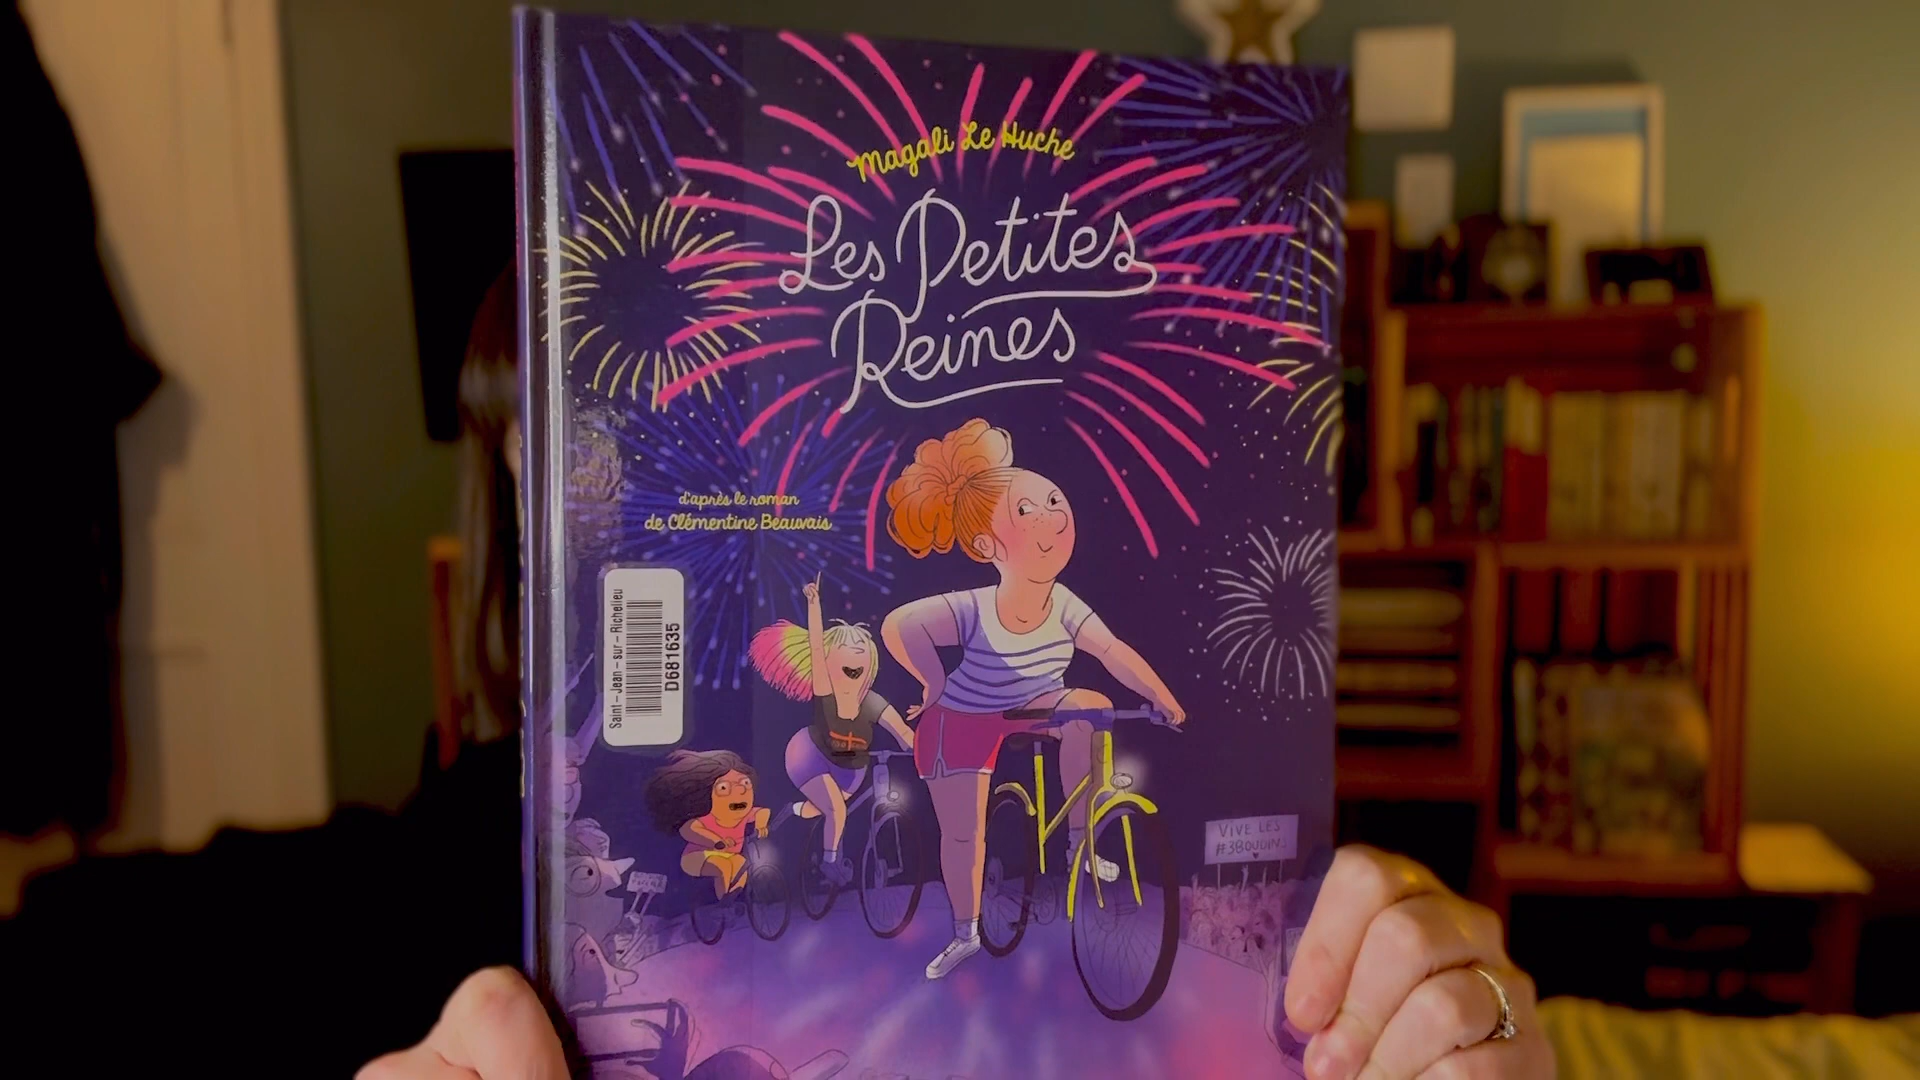 Magali Le Huche
Les Petites
Reines
d'après le roman
de Clémentine Beauvais
Saint-Jean-sur-Richelieu
D681635
VIVE LES
#3BOUDINS